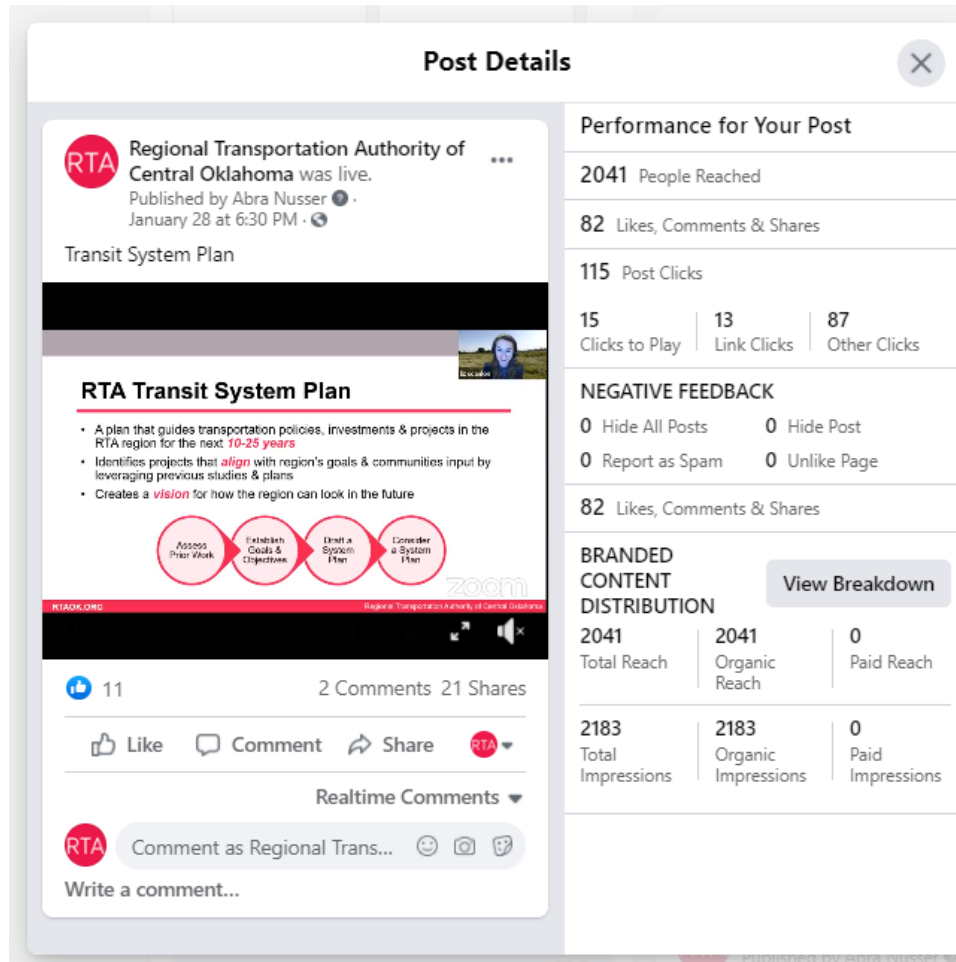 Post Details
RTA
Regional Transportation Authority of
Central Oklahoma was live.
Published by Abra Nusser ·
January 28 at 6:30 PM ·
Transit System Plan
RTA Transit System Plan
• A plan that guides transportation policies, investments & projects in the
RTA region for the next 10-25 years
• Identifies projects that align with region's goals & communities input by
leveraging previous studies & plans
• Creates a vision for how the region can look in the future
Assess
Prior Work
Establish
Goals &
Objectives
Draft a
System
Plan
Consider
a System
Plan
zoom
RTAOK.ORG
Regional Transportation Authority of Central Oklahoma
11
2 Comments 21 Shares
Like
Comment
Share
RTA
Realtime Comments
RTA
Comment as Regional Trans...
Write a comment...
Performance for Your Post
2041 People Reached
82 Likes, Comments & Shares
115 Post Clicks
15
Clicks to Play
13
Link Clicks
87
Other Clicks
NEGATIVE FEEDBACK
0 Hide All Posts
0 Hide Post
0 Report as Spam
0 Unlike Page
82 Likes, Comments & Shares
BRANDED
CONTENT
DISTRIBUTION
View Breakdown
2041
Total Reach
2041
Organic
Reach
0
Paid Reach
2183
Total
Impressions
2183
Organic
Impressions
0
Paid
Impressions
Published by Abra Nusser